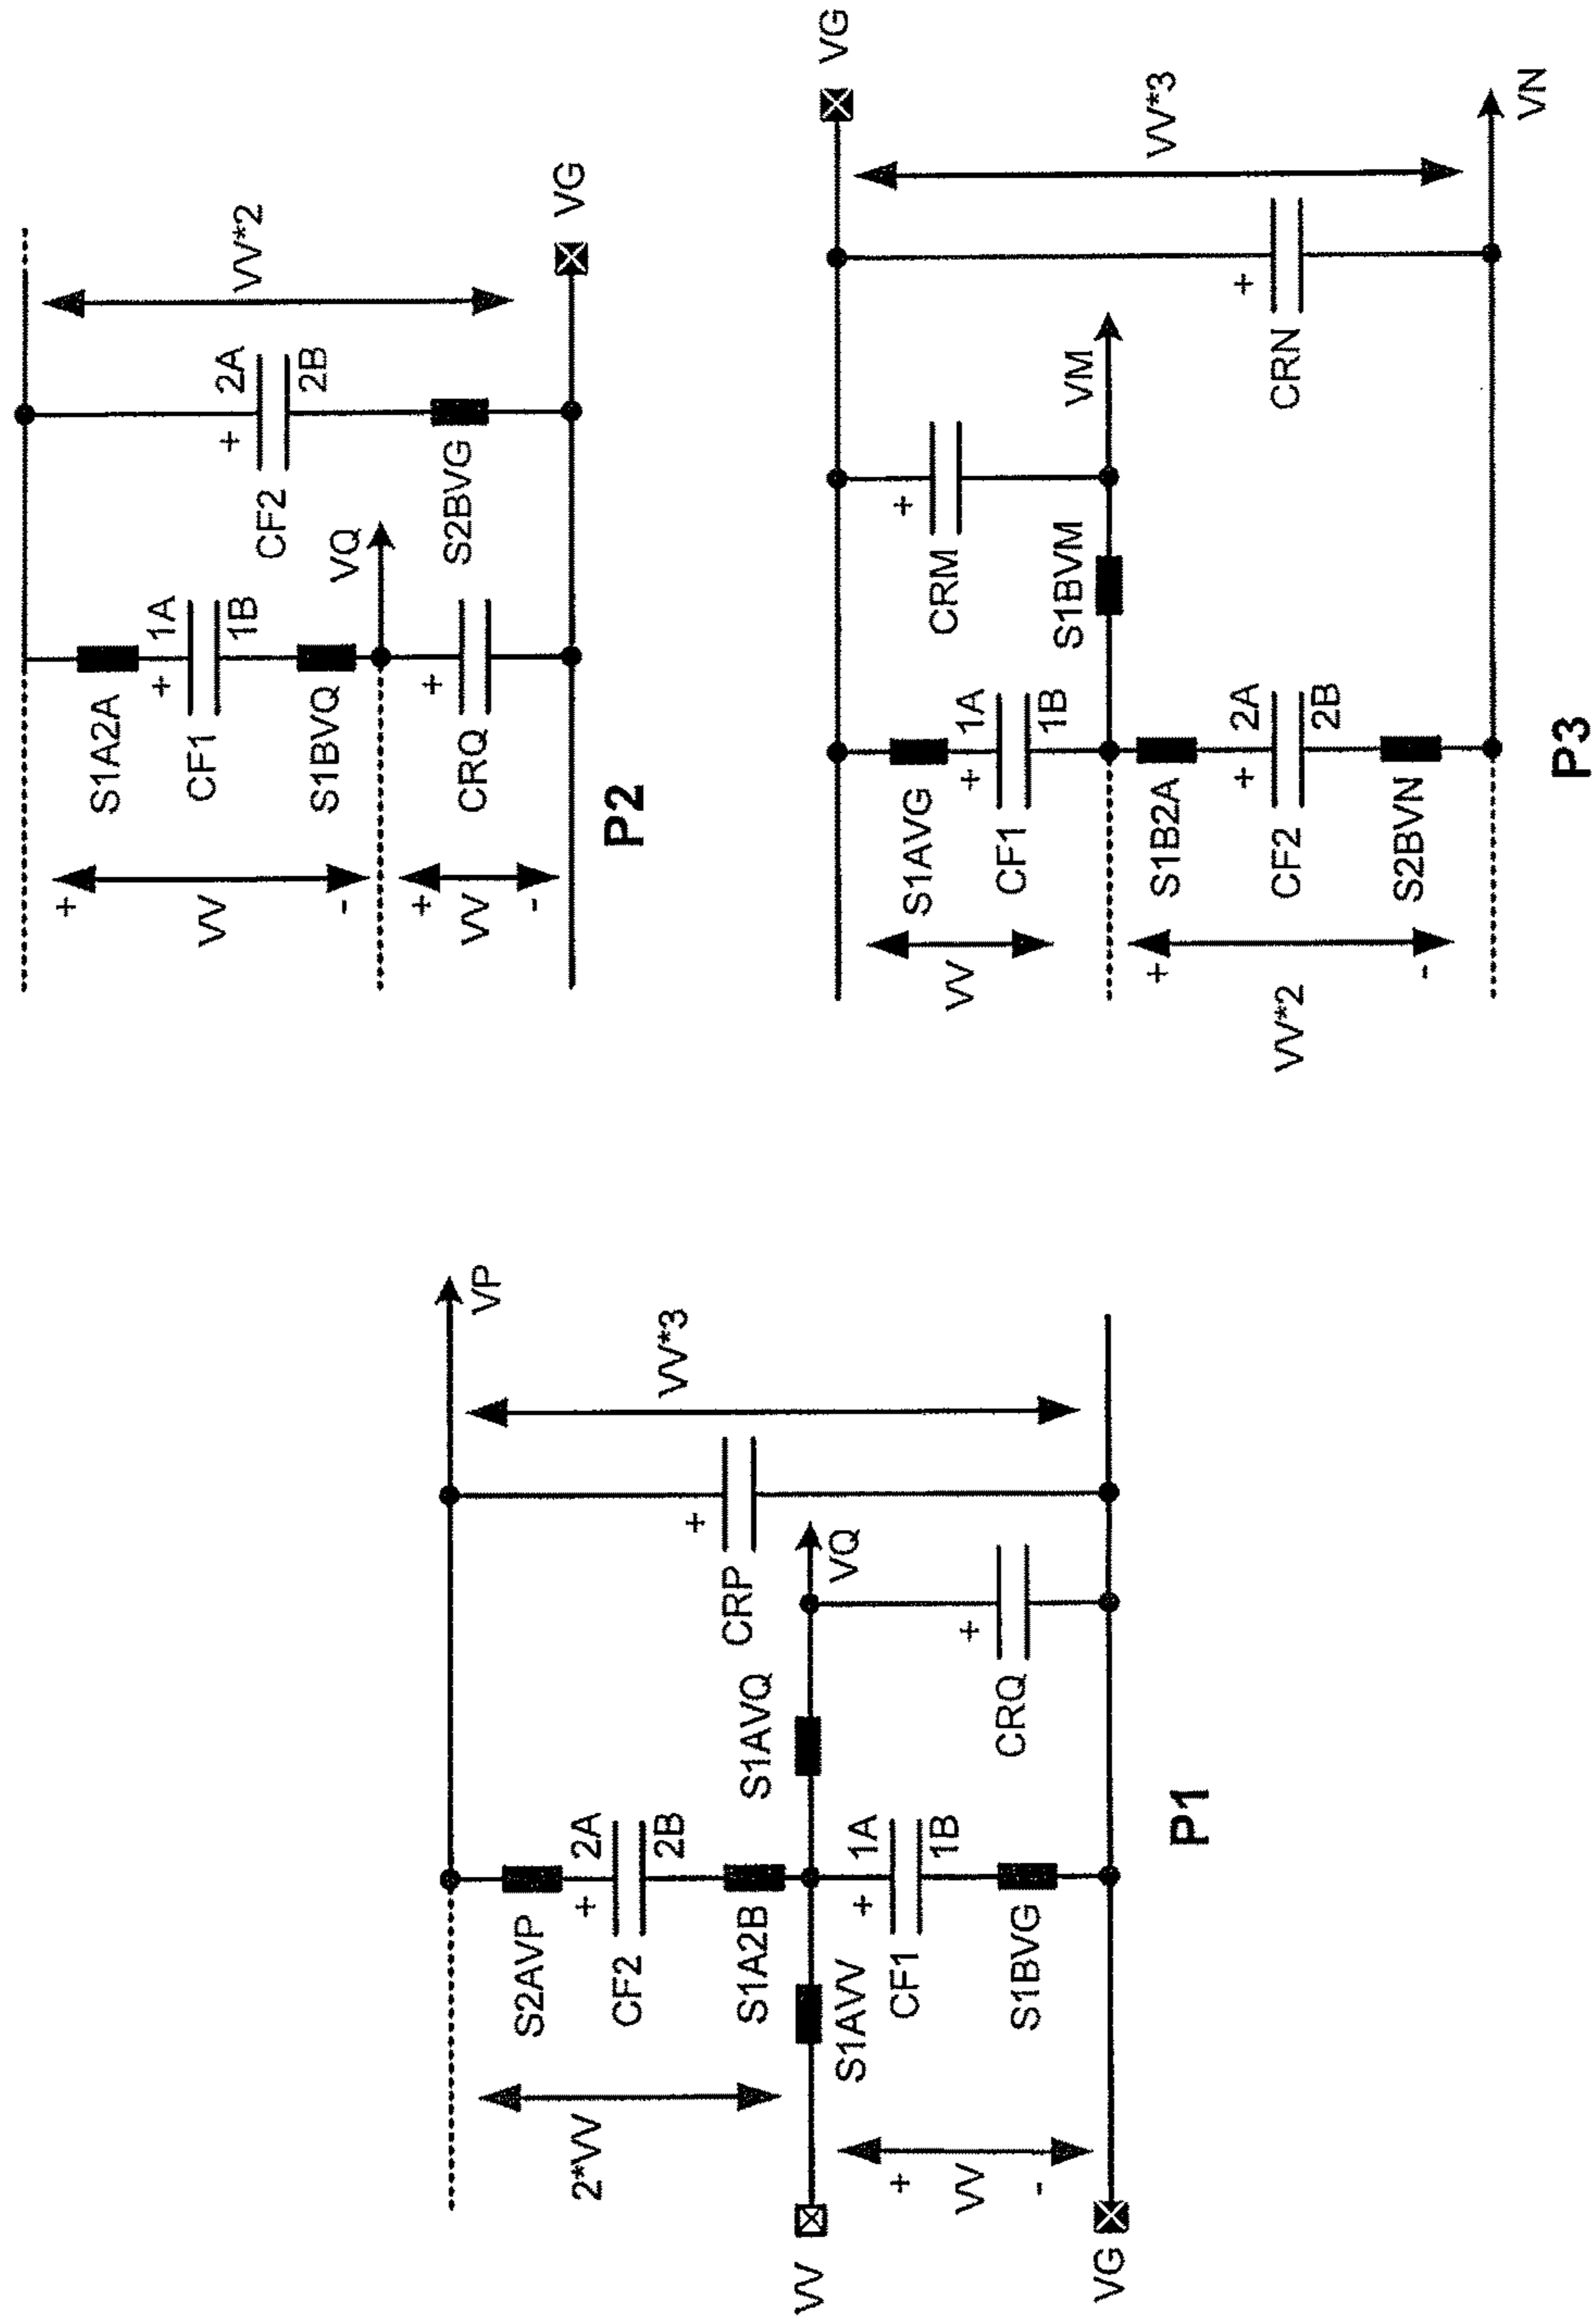 VP
S2AVP
2A
+
CF2
2B
2*VV
S1A2B
S1AVQ
CRP
+
VV*3
VQ
VV
S1AVV
+
1A
CF1
1B
+
VV
-
S1BVG
+
CRQ
VG
P1
S1A2A
+
1A
CF1
1B
S1BVQ
+
VV
-
VQ
+
CRQ
+
VV
-
2A
+
CF2
2B
S2BVG
VV*2
VG
P2
VG
S1AVG
+
1A
CF1
1B
VV
+
CRM
S1BVM
VM
S1B2A
+
2A
CF2
2B
S2BVN
+
VV*2
-
+
CRN
VV*3
VN
P3